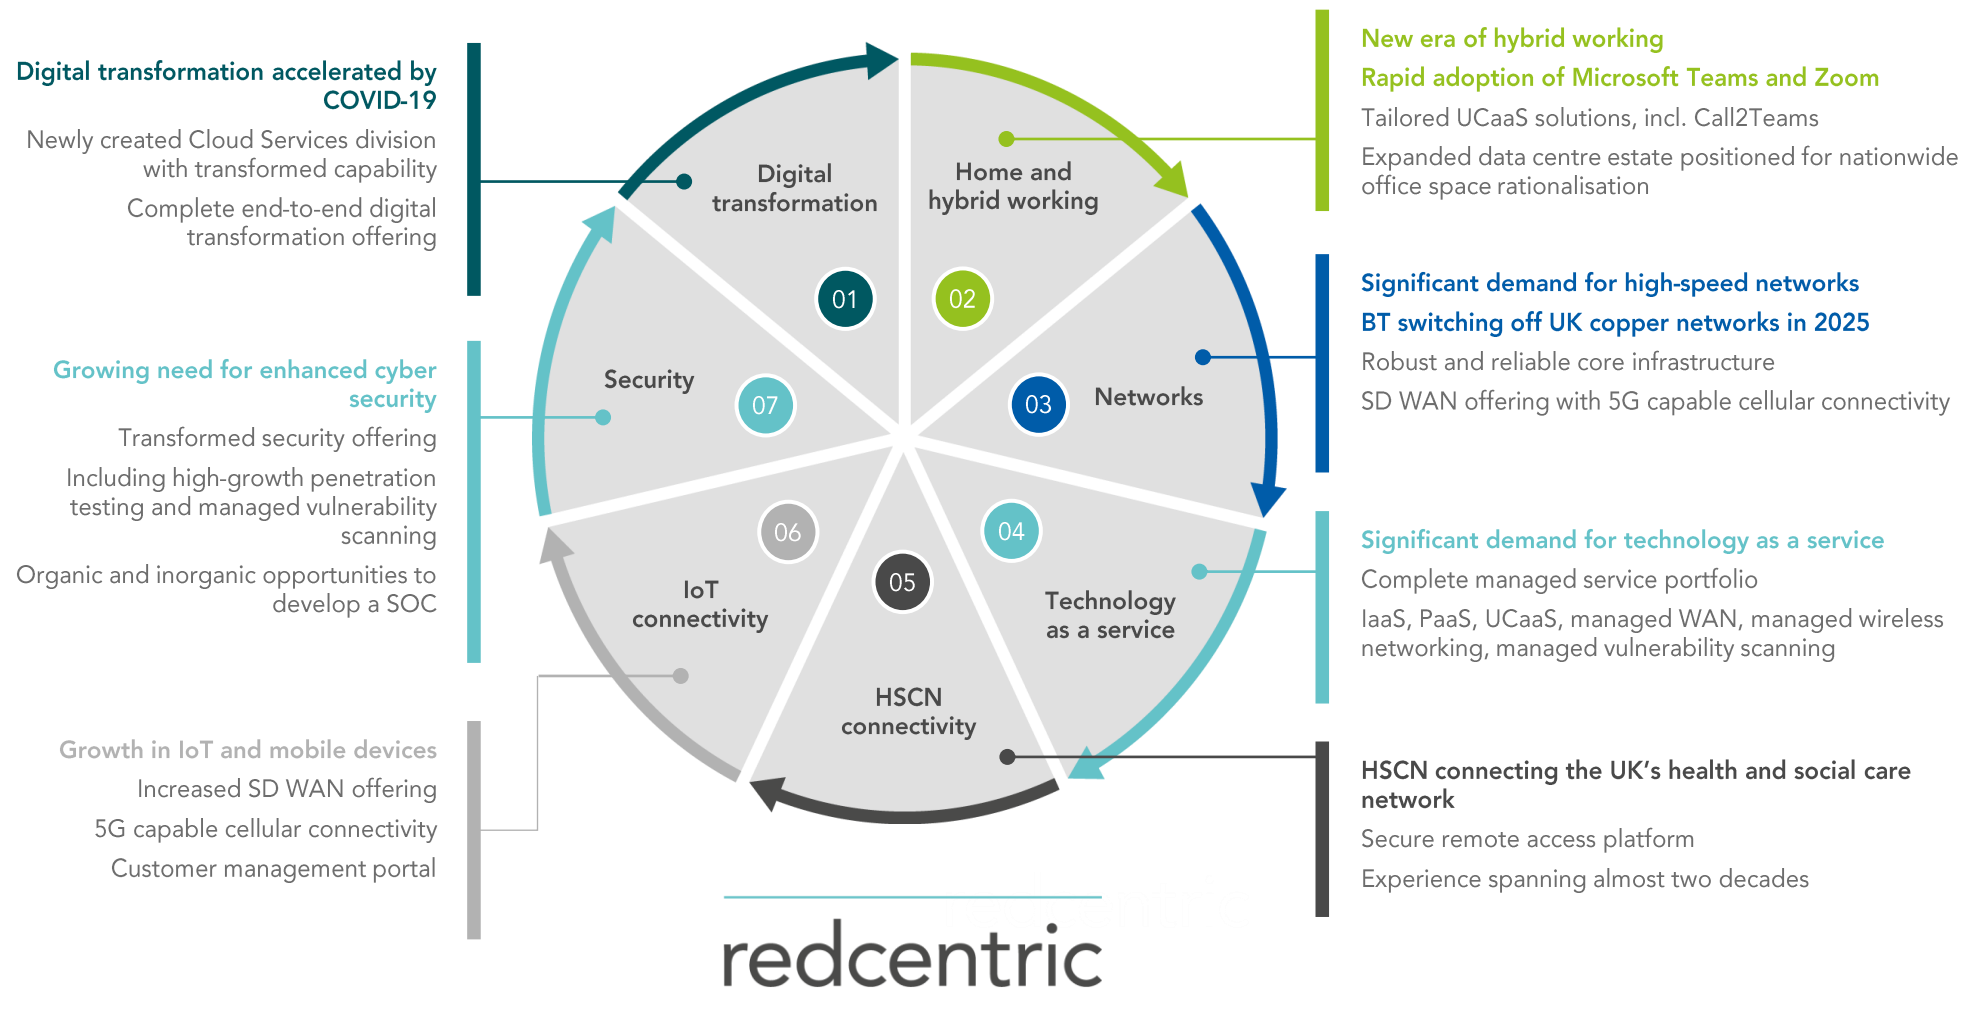 Digital transformation accelerated by
COVID-19
Newly created Cloud Services division
with transformed capability
Complete end-to-end digital
transformation offering
Growing need for enhanced cyber
security
Transformed security offering
Including high-growth penetration
testing and managed vulnerability
scanning
Organic and inorganic opportunities to
develop a SOC
Growth in IoT and mobile devices
Increased SD WAN offering
5G capable cellular connectivity
Customer management portal
Digital
transformation
01
Home and
hybrid working
02
Networks
03
Technology
as a service
04
HSCN
connectivity
05
IoT
connectivity
06
Security
07
New era of hybrid working
Rapid adoption of Microsoft Teams and Zoom
Tailored UCaaS solutions, incl. Call2Teams
Expanded data centre estate positioned for nationwide
office space rationalisation
Significant demand for high-speed networks
BT switching off UK copper networks in 2025
Robust and reliable core infrastructure
SD WAN offering with 5G capable cellular connectivity
Significant demand for technology as a service
Complete managed service portfolio
IaaS, PaaS, UCaaS, managed WAN, managed wireless
networking, managed vulnerability scanning
HSCN connecting the UK’s health and social care
network
Secure remote access platform
Experience spanning almost two decades
redcentric